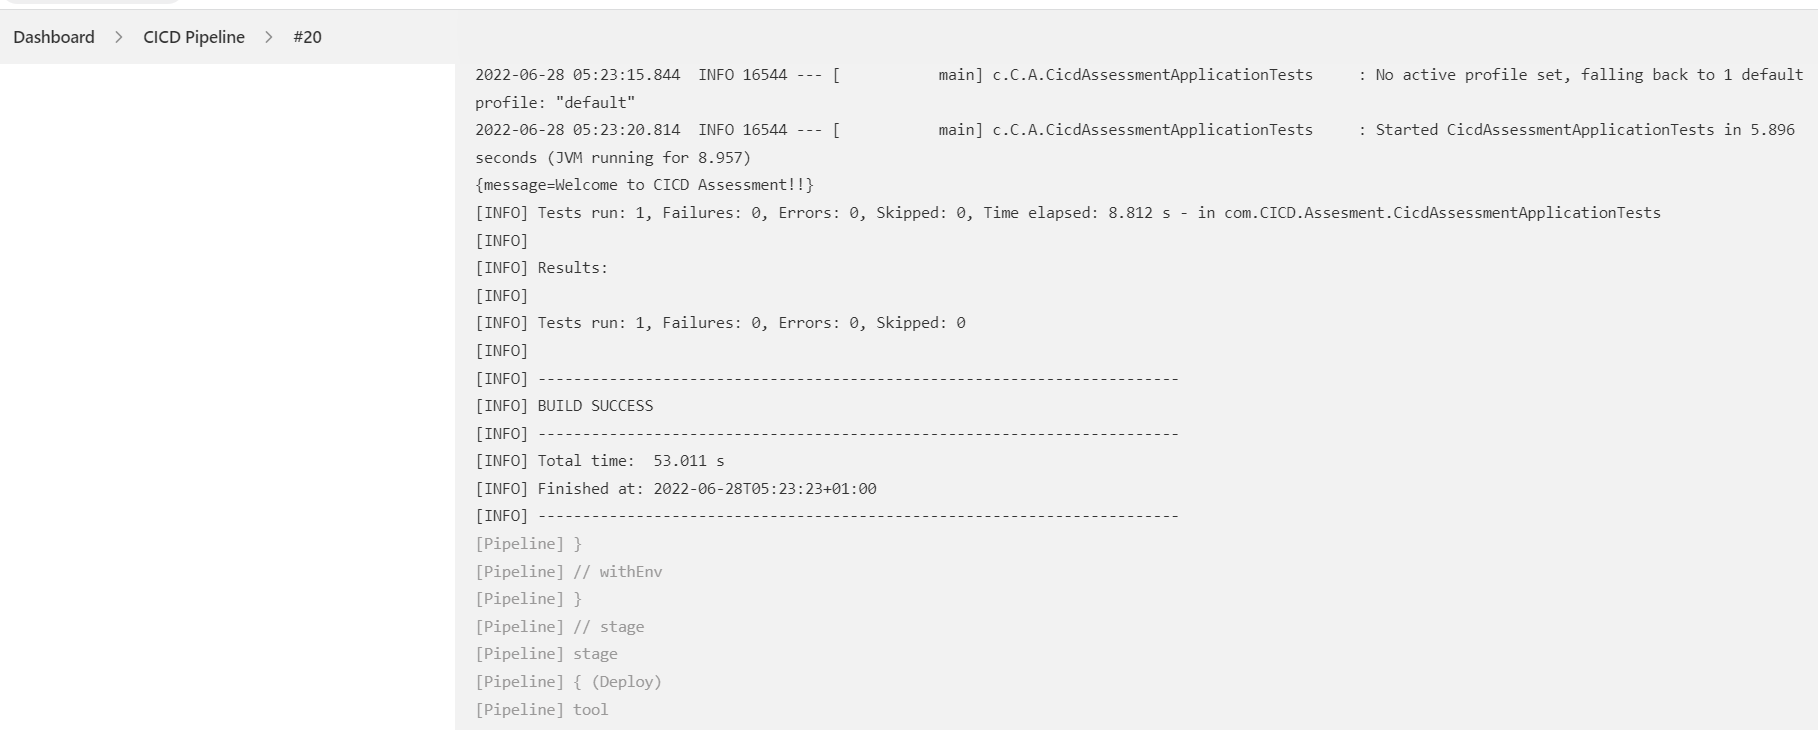 Dashboard > CICD Pipeline > #20
2022-06-28 05:23:15.844  INFO 16544 --- [           main] c.C.A.CicdAssessmentApplicationTests     : No active profile set, falling back to 1 default
profile: "default"
2022-06-28 05:23:20.814  INFO 16544 --- [           main] c.C.A.CicdAssessmentApplicationTests     : Started CicdAssessmentApplicationTests in 5.896
seconds (JVM running for 8.957)
{message=Welcome to CICD Assessment!!}
[INFO] Tests run: 1, Failures: 0, Errors: 0, Skipped: 0, Time elapsed: 8.812 s - in com.CICD.Assesment.CicdAssessmentApplicationTests
[INFO]
[INFO] Results:
[INFO]
[INFO] Tests run: 1, Failures: 0, Errors: 0, Skipped: 0
[INFO]
[INFO] ------------------------------------------------------------------------
[INFO] BUILD SUCCESS
[INFO] ------------------------------------------------------------------------
[INFO] Total time:  53.011 s
[INFO] Finished at: 2022-06-28T05:23:23+01:00
[INFO] ------------------------------------------------------------------------
[Pipeline] }
[Pipeline] // withEnv
[Pipeline] }
[Pipeline] // stage
[Pipeline] stage
[Pipeline] { (Deploy)
[Pipeline] tool